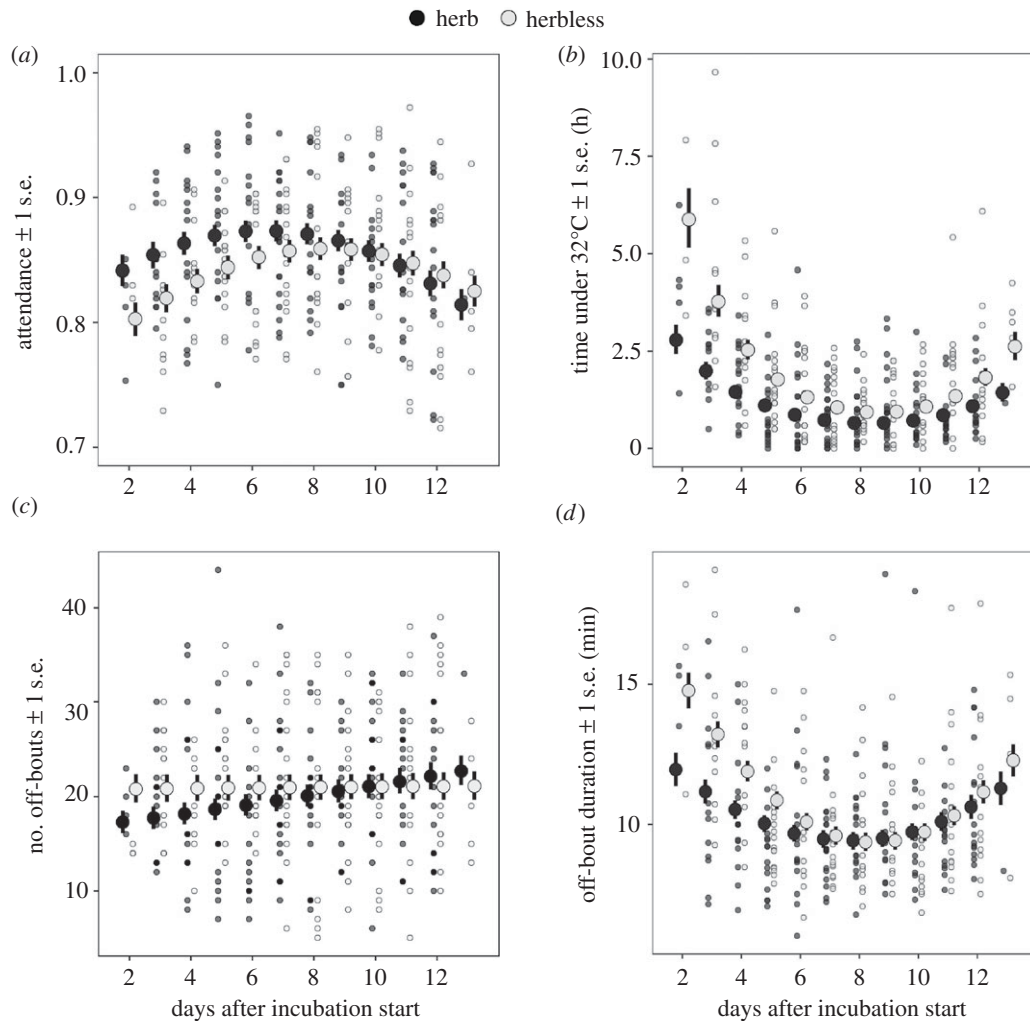 herb herbless
(a) (b)
attendance ± 1 s.e.
1.0
0.9
0.8
0.7
2 4 6 8 10 12
time under 32°C ± 1 s.e. (h)
10.0
7.5
5.0
2.5
0
2 4 6 8 10 12
(c) (d)
no. off-bouts ± 1 s.e.
40
30
20
10
2 4 6 8 10 12
days after incubation start
off-bout duration ± 1 s.e. (min)
15
10
2 4 6 8 10 12
days after incubation start